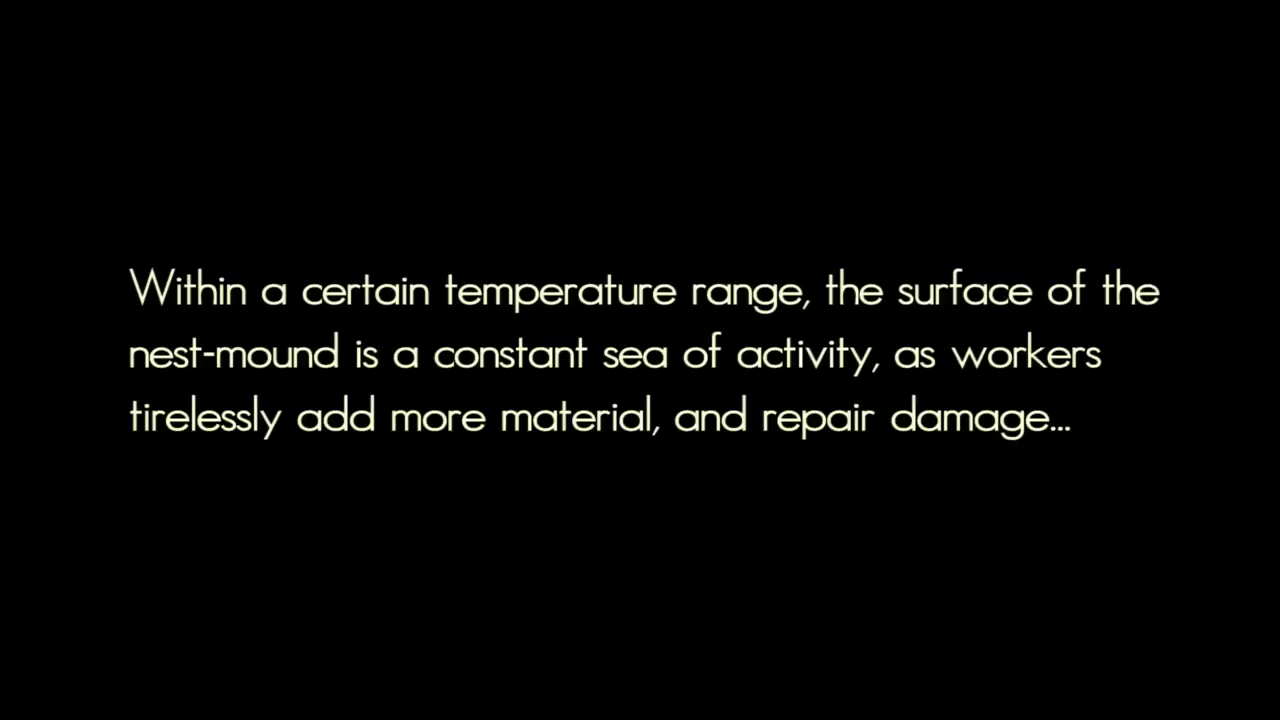 Within a certain temperature range, the surface of the
nest-mound is a constant sea of activity, as workers
tirelessly add more material, and repair damage...